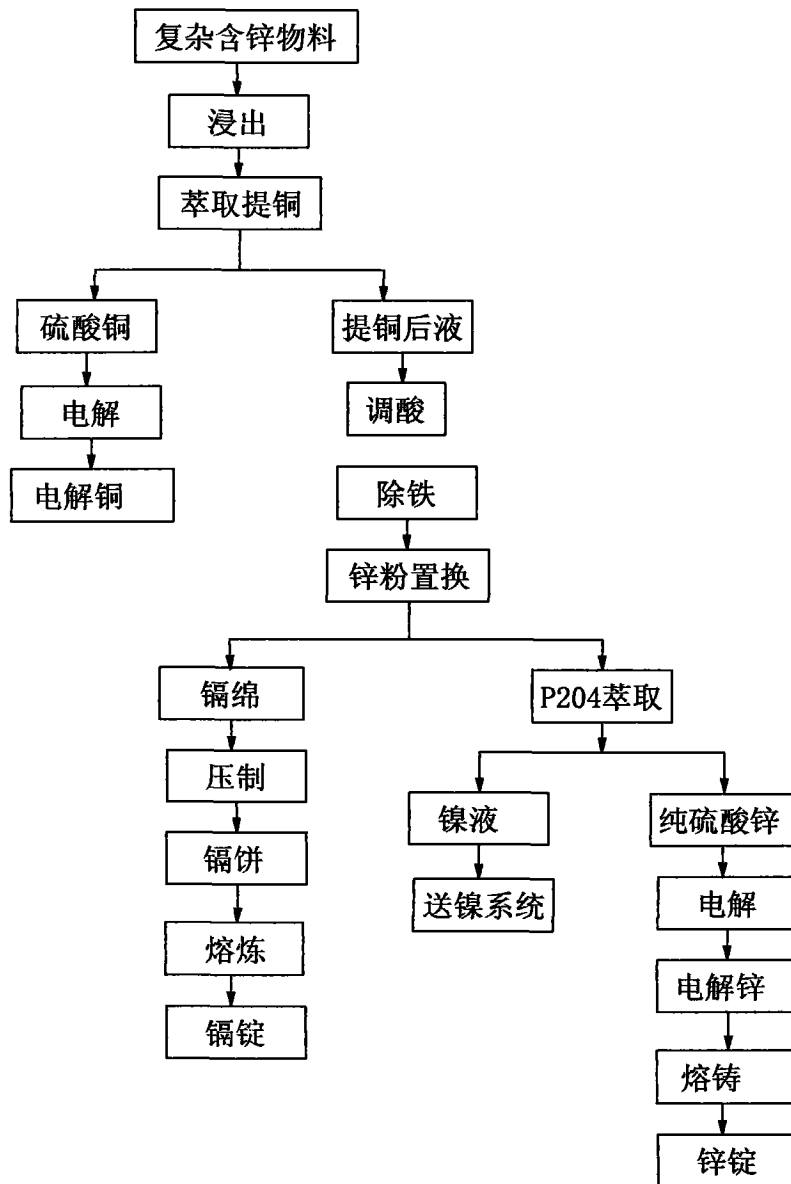 复杂含锌物料
浸出
萃取提铜
硫酸铜
提铜后液
电解
调酸
电解铜
除铁
锌粉置换
镉绵
P204萃取
压制
镍液
纯硫酸锌
镉饼
送镍系统
电解
熔炼
电解锌
镉锭
熔铸
锌锭